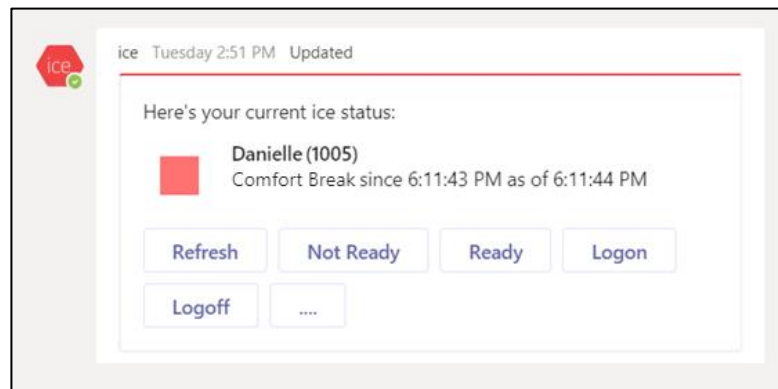 ice
ice Tuesday 2:51 PM Updated
Here's your current ice status:
Danielle (1005)
Comfort Break since 6:11:43 PM as of 6:11:44 PM
Refresh Not Ready Ready Logon
Logoff ....